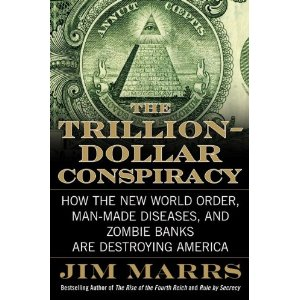 ANNUIT CŒPTIS
THE
TRILLION-
DOLLAR
CONSPIRACY
HOW THE NEW WORLD ORDER,
MAN-MADE DISEASES, AND
ZOMBIE BANKS
ARE DESTROYING AMERICA
JIM MARRS
Bestselling Author of The Rise of the Fourth Reich and Rule by Secrecy